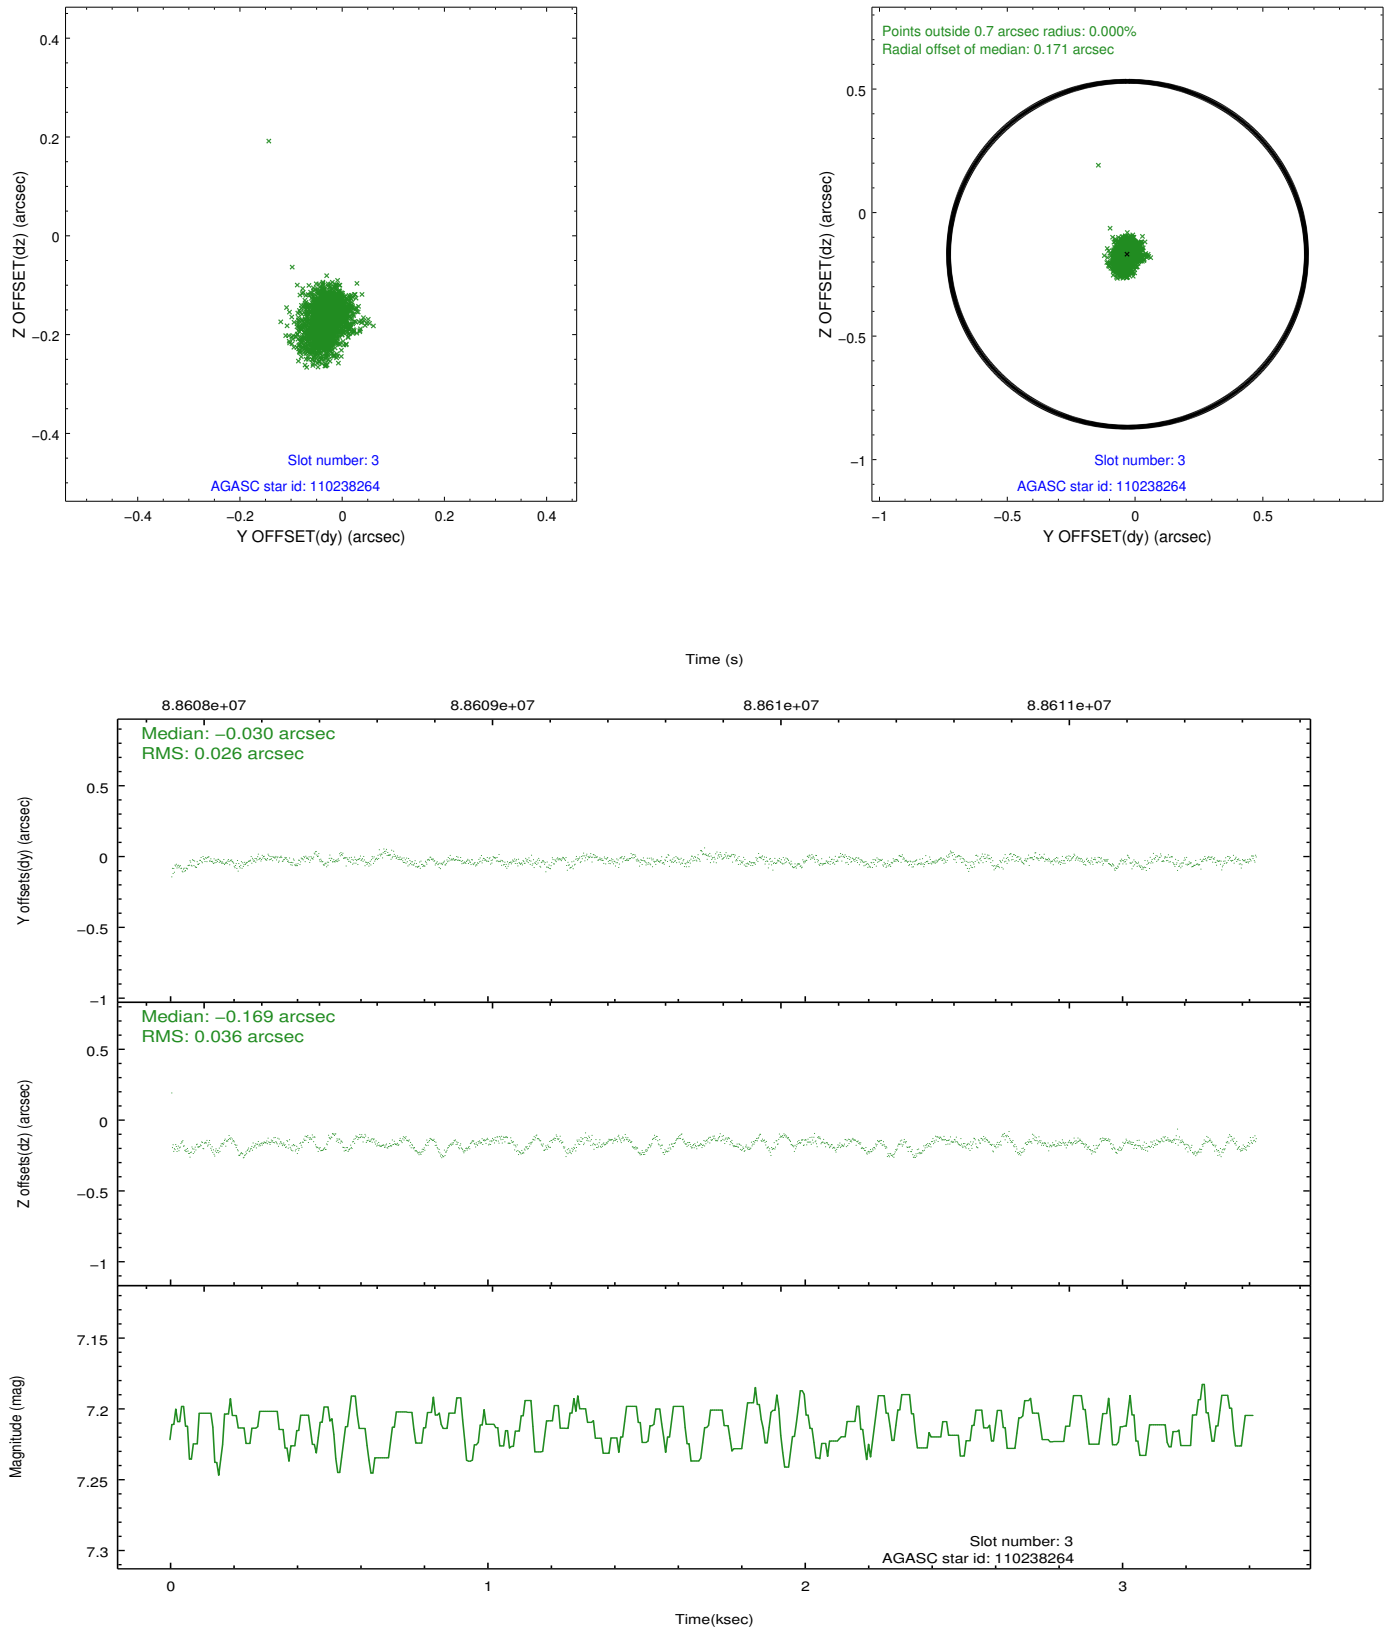 0.4
0.2
0
−0.2
−0.4
Z OFFSET(dz) (arcsec)
Slot number: 3
AGASC star id: 110238264
−0.4 −0.2 0 0.2 0.4
Y OFFSET(dy) (arcsec)
Points outside 0.7 arcsec radius: 0.000%
Radial offset of median: 0.171 arcsec
0.5
0
−0.5
−1
Z OFFSET(dz) (arcsec)
Slot number: 3
AGASC star id: 110238264
−1 −0.5 0 0.5
Y OFFSET(dy) (arcsec)
Time (s)
8.8608e+07 8.8609e+07 8.861e+07 8.8611e+07
Median: −0.030 arcsec
RMS: 0.026 arcsec
0.5
0
−0.5
−1
Y offsets(dy) (arcsec)
Median: −0.169 arcsec
RMS: 0.036 arcsec
0.5
0
−0.5
−1
Z offsets(dz) (arcsec)
7.15
7.2
7.25
7.3
Magnitude (mag)
Slot number: 3
AGASC star id: 110238264
0 1 2 3
Time(ksec)